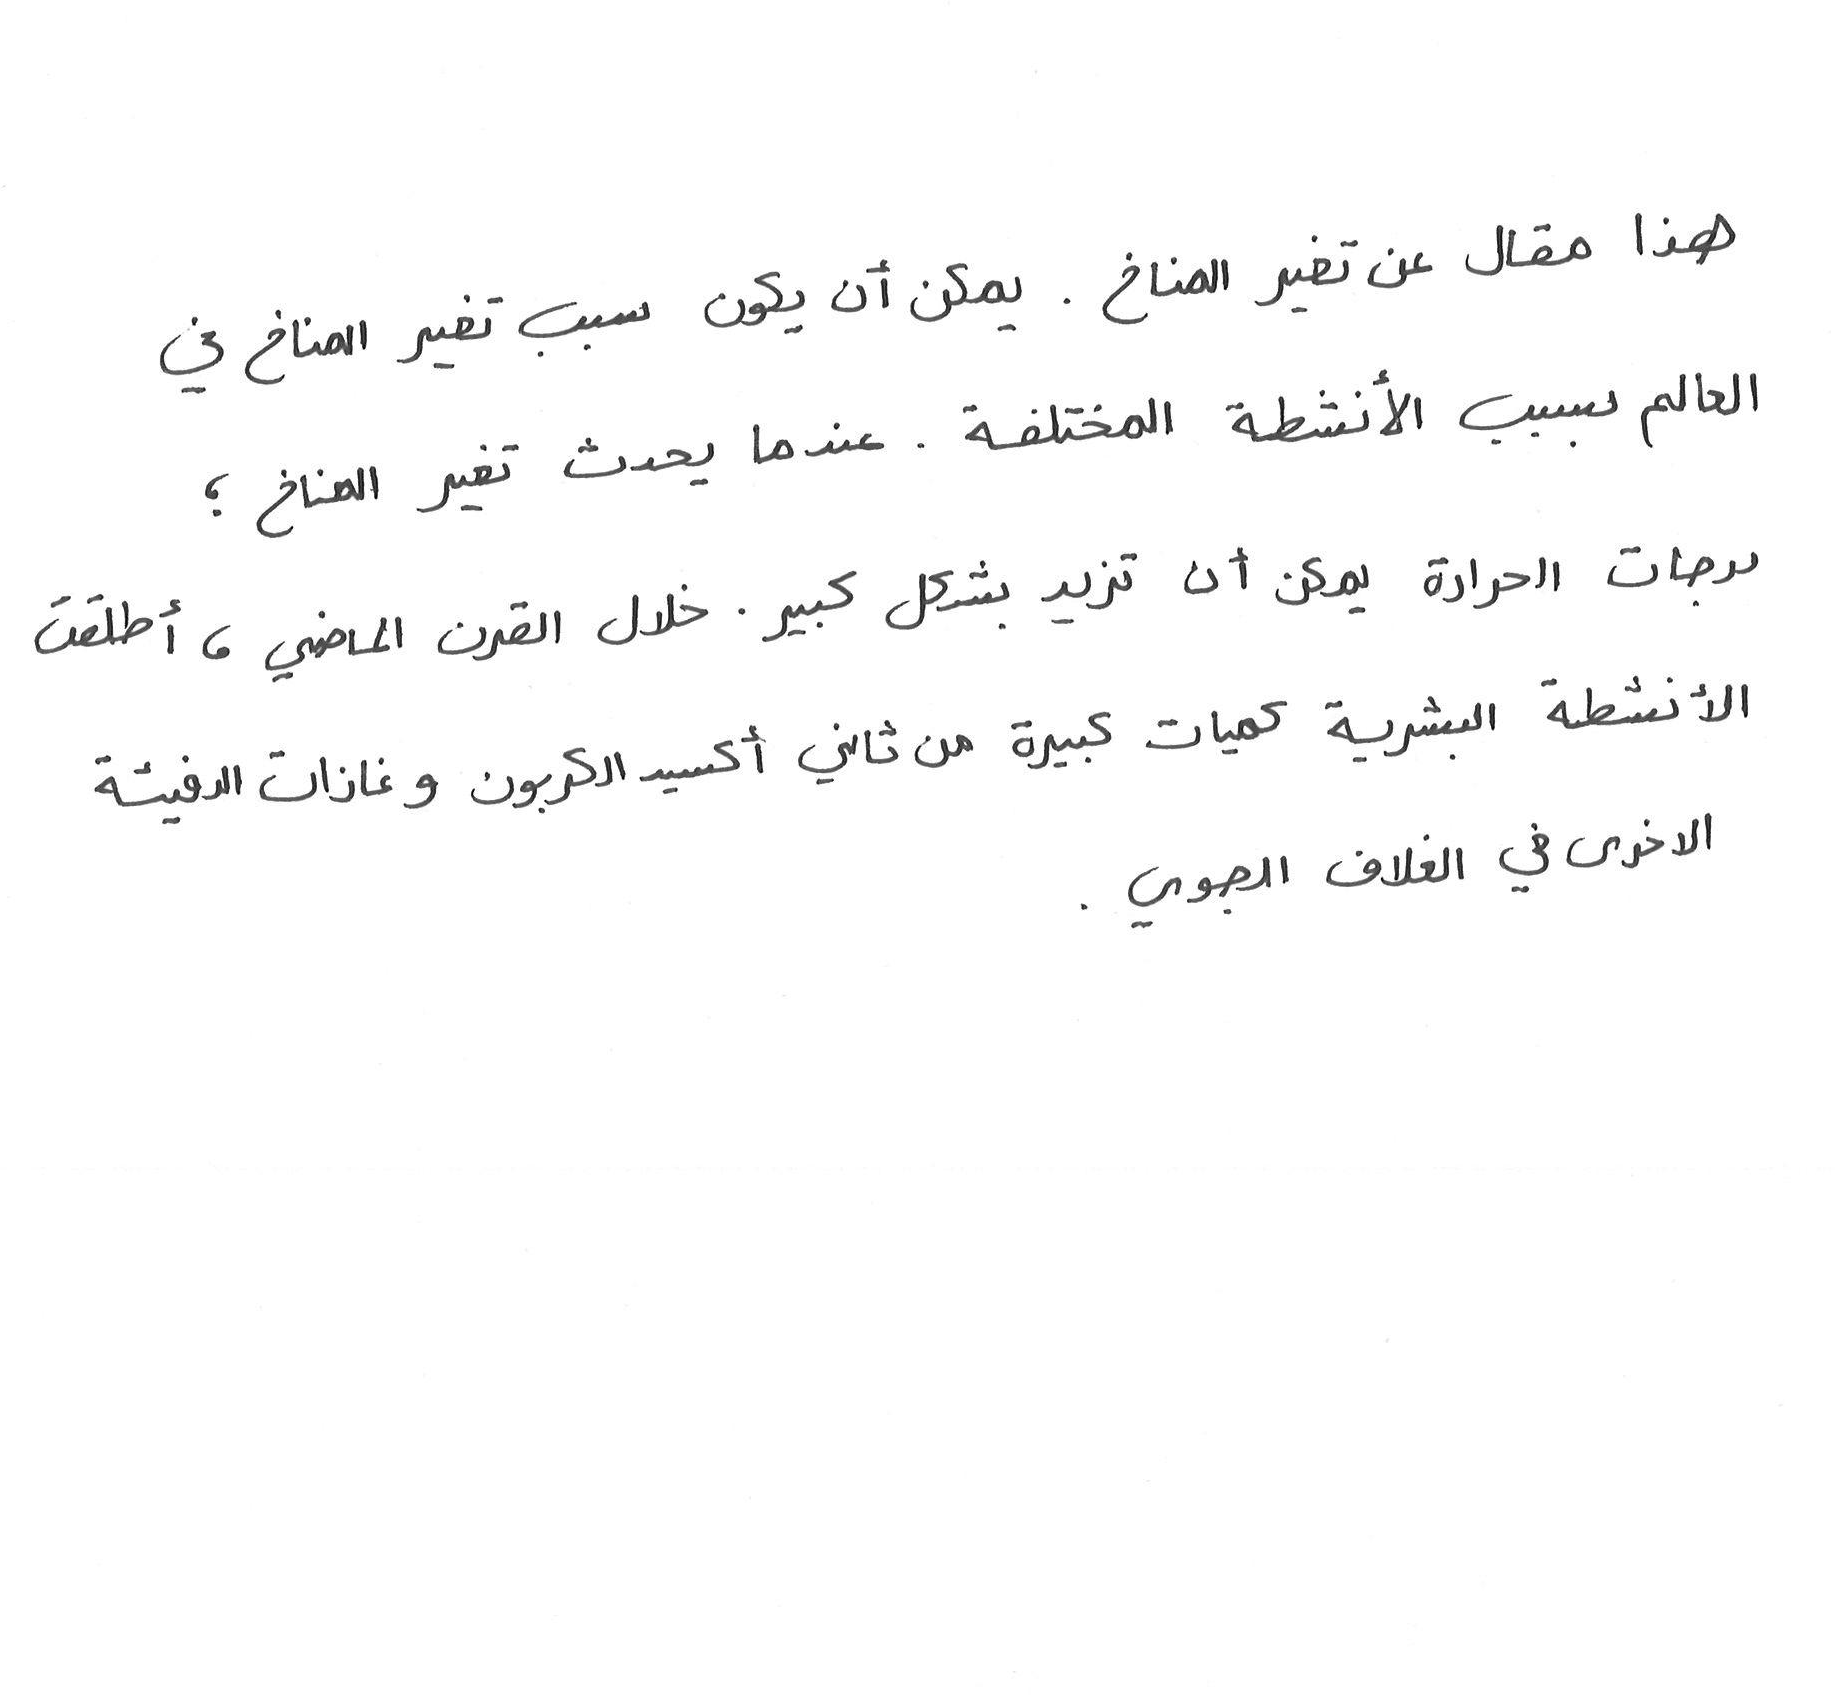 هذا مقال عن تغير المناخ . يمكن أن يكون سبب تغير المناخ في
العالم بسبب الأنشطة المختلفة . عندما يحدث تغير المناخ ؛
درجات الحرارة يمكن أن تزيد بشكل كبير . خلال القرن الماضي ، أطلقت
الأنشطة البشرية كميات كبيرة من ثاني أكسيد الكربون و غازات الدفيئة
الاخرى في الغلاف الجوي .